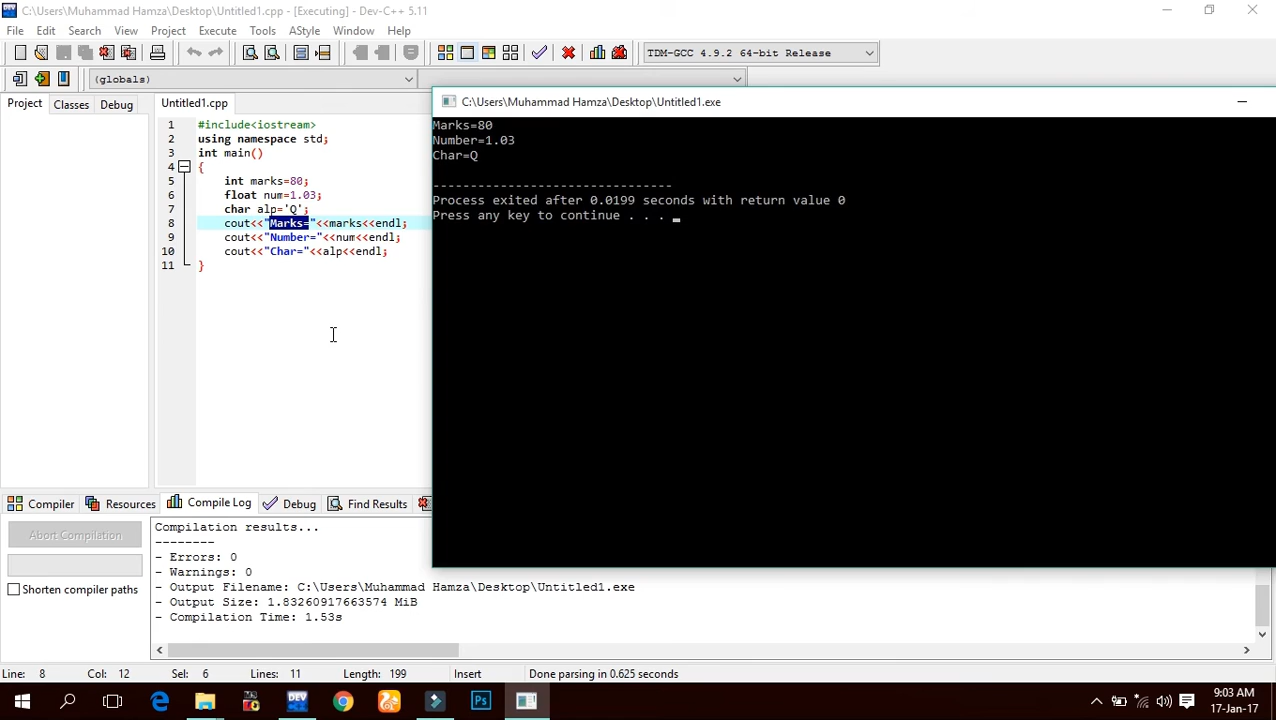 C:\Users\Muhammad Hamza\Desktop\Untitled1.cpp - [Executing] - Dev-C++ 5.11
File Edit Search View Project Execute Tools AStyle Window Help
TDM-GCC 4.9.2 64-bit Release
(globals)
Project Classes Debug Untitled1.cpp
C:\Users\Muhammad Hamza\Desktop\Untitled1.exe
1 #include<iostream>
2 using namespace std;
3 int main()
4 {
5 int marks=80;
6 float num=1.03;
7 char alp='Q';
8 cout<<"Marks="<<marks<<endl;
9 cout<<"Number="<<num<<endl;
10 cout<<"Char="<<alp<<endl;
11 }
Marks=80
Number=1.03
Char=Q
--------------------------------
Process exited after 0.0199 seconds with return value 0
Press any key to continue . . .
Compiler Resources Compile Log Debug Find Results
Abort Compilation
Shorten compiler paths
Compilation results...
--------
- Errors: 0
- Warnings: 0
- Output Filename: C:\Users\Muhammad Hamza\Desktop\Untitled1.exe
- Output Size: 1.83260917663574 MiB
- Compilation Time: 1.53s
Line: 8 Col: 12 Sel: 6 Lines: 11 Length: 199 Insert Done parsing in 0.625 seconds
DEV
Ps
9:03 AM
17-Jan-17